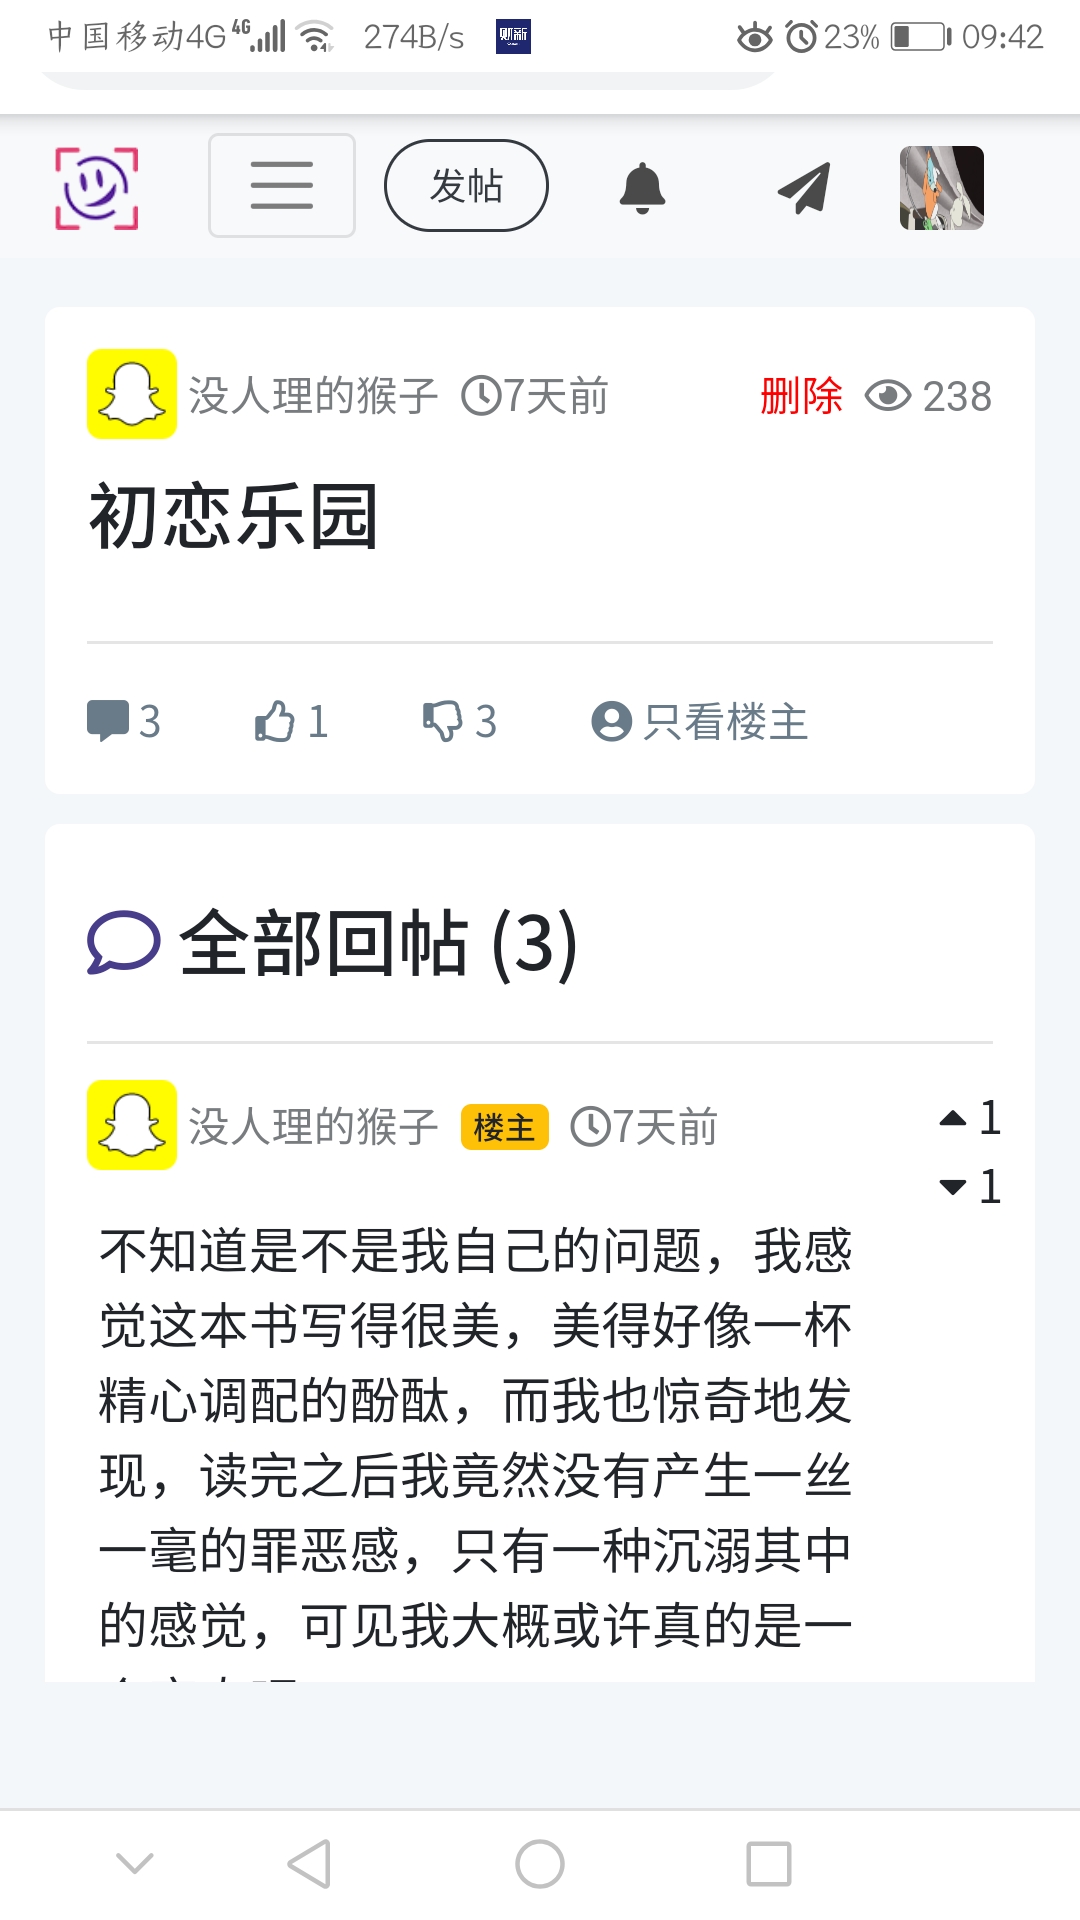 中国移动4G 4G 274B/s 财新 23% 09:42
发帖
没人理的猴子 7天前 删除 238
初恋乐园
3 1 3 只看楼主
全部回帖 (3)
没人理的猴子 楼主 7天前 1
1
不知道是不是我自己的问题，我感
觉这本书写得很美，美得好像一杯
精心调配的酚酞，而我也惊奇地发
现，读完之后我竟然没有产生一丝
一毫的罪恶感，只有一种沉溺其中
的感觉，可见我大概或许真的是一